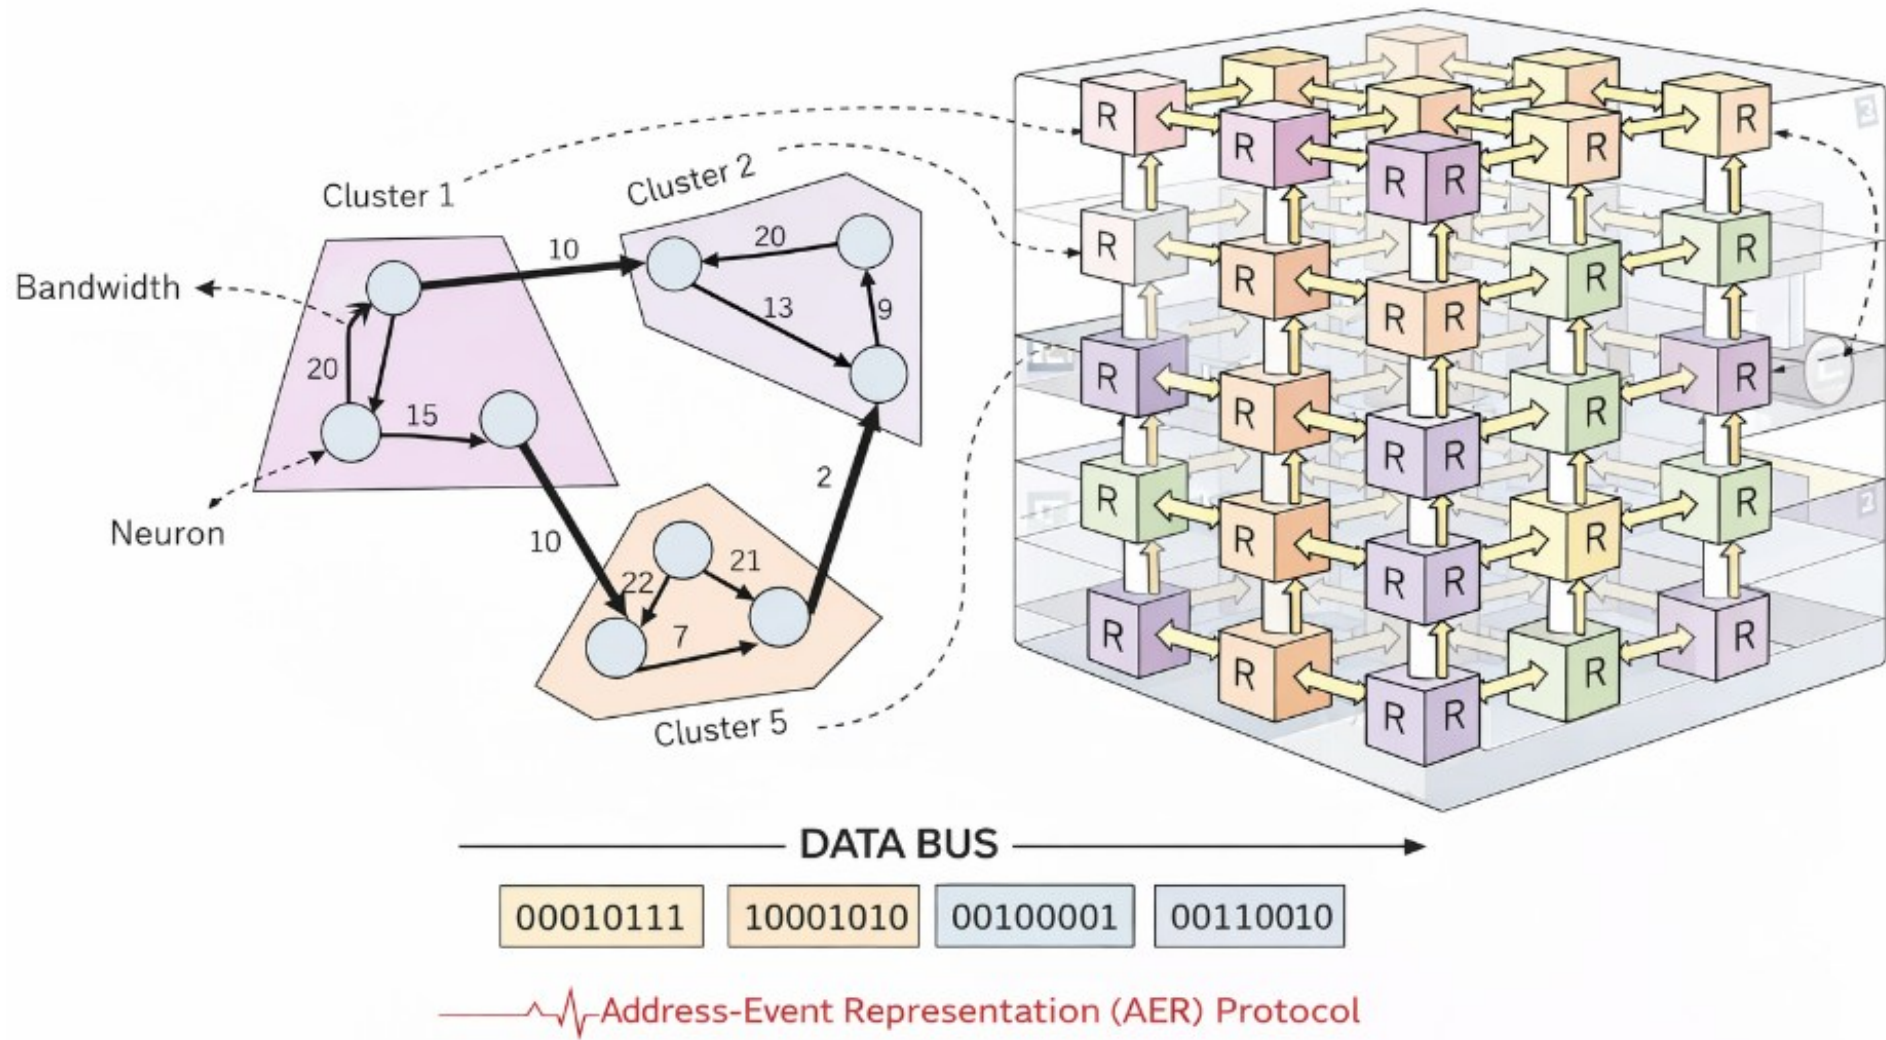 Cluster 1
Cluster 2
Bandwidth
Neuron
20
15
10
10
20
13
9
2
22
21
7
Cluster 5
R
R
R R
R
R
R
R
R R
R
R
R
R
R R
R
R
R
R
R R
R
R
R
R
R R
R
R
R
DATA BUS
00010111
10001010
00100001
00110010
Address-Event Representation (AER) Protocol